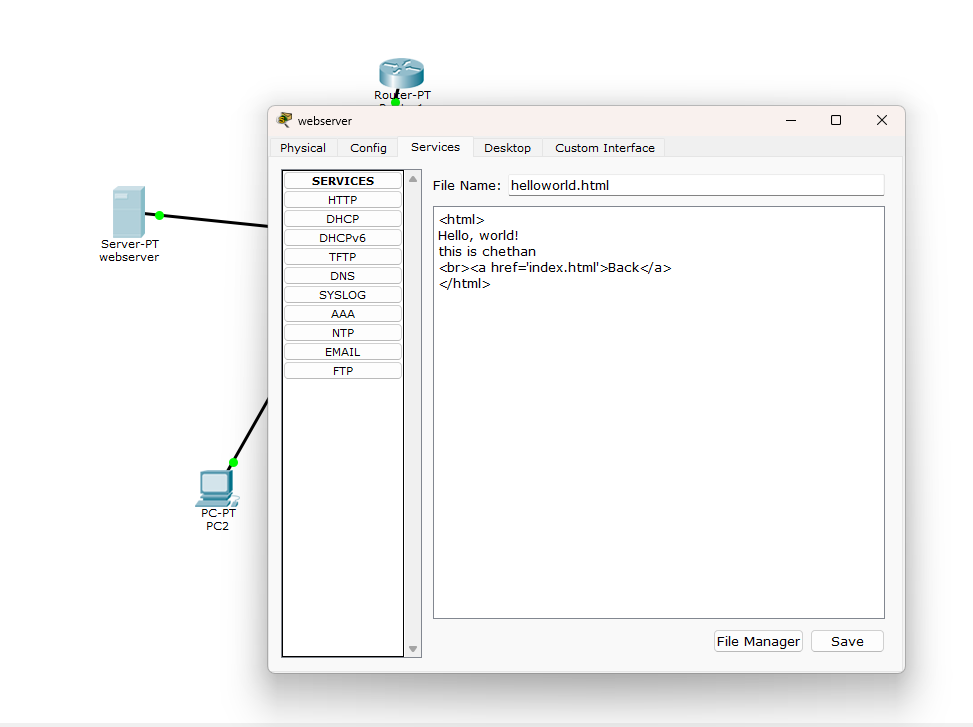 Router-PT
webserver
Physical
Config
Services
Desktop
Custom Interface
SERVICES
HTTP
DHCP
DHCPv6
TFTP
DNS
SYSLOG
AAA
NTP
EMAIL
FTP
File Name: helloworld.html
<html>
Hello, world!
this is chethan
<br><a href='index.html'>Back</a>
</html>
File Manager
Save
Server-PT
webserver
PC-PT
PC2